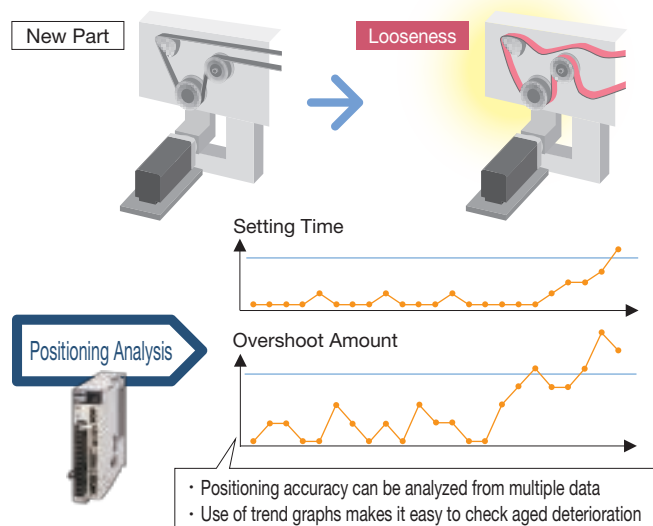 New Part
Looseness
Setting Time
Positioning Analysis
Overshoot Amount
・Positioning accuracy can be analyzed from multiple data
・Use of trend graphs makes it easy to check aged deterioration